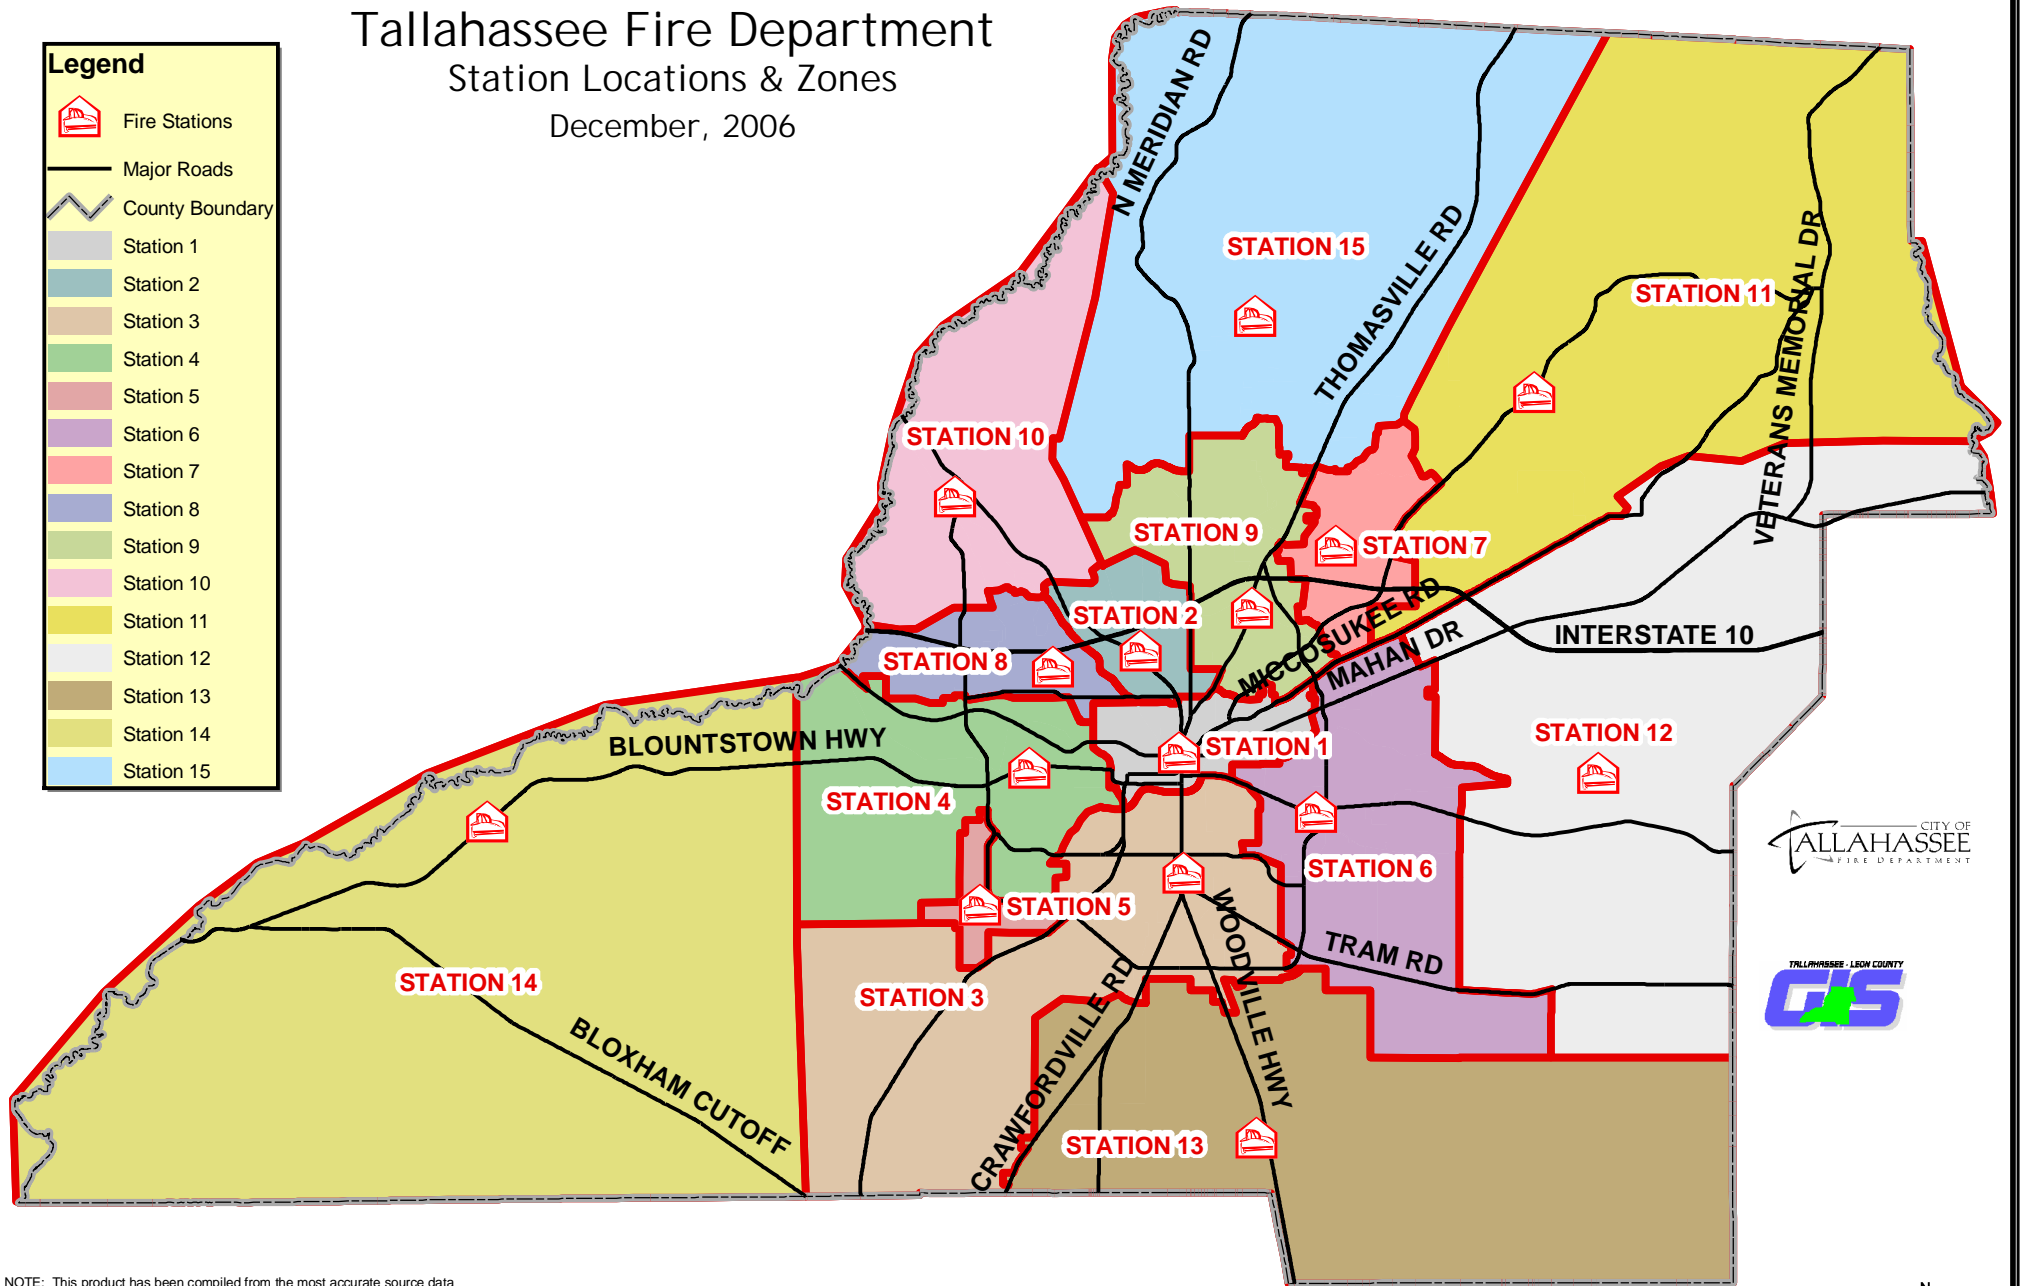 Tallahassee Fire Department
Station Locations & Zones
December, 2006
Legend
Fire Stations
Major Roads
County Boundary
Station 1
Station 2
Station 3
Station 4
Station 5
Station 6
Station 7
Station 8
Station 9
Station 10
Station 11
Station 12
Station 13
Station 14
Station 15
N MERIDIAN RD
THOMASVILLE RD
STATION 15
STATION 11
VETERANS MEMORIAL DR
STATION 10
STATION 9
STATION 7
STATION 2
MICCOSUKEE RD
MAHAN DR
INTERSTATE 10
STATION 8
BLOUNTSTOWN HWY
STATION 1
STATION 12
STATION 4
STATION 6
STATION 5
WOODVILLE HWY
TRAM RD
STATION 14
STATION 3
CRAWFORDVILLE RD
BLOXHAM CUTOFF
STATION 13
CITY OF
TALLAHASSEE
FIRE DEPARTMENT
TALLAHASSEE - LEON COUNTY
GIS
NOTE: This product has been compiled from the most accurate source data
N